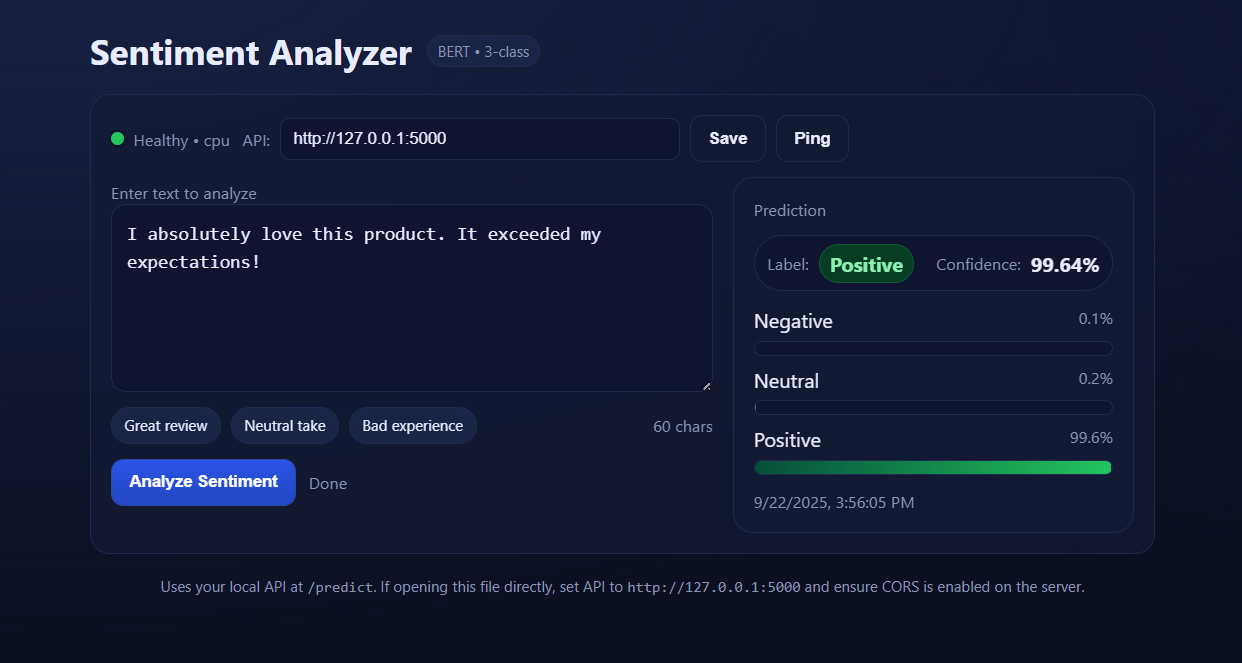 Sentiment Analyzer BERT • 3-class
Healthy • cpu API: http://127.0.0.1:5000 Save Ping
Enter text to analyze
I absolutely love this product. It exceeded my
expectations!
Great review Neutral take Bad experience 60 chars
Analyze Sentiment Done
Prediction
Label: Positive Confidence: 99.64%
Negative 0.1%
Neutral 0.2%
Positive 99.6%
9/22/2025, 3:56:05 PM
Uses your local API at /predict. If opening this file directly, set API to http://127.0.0.1:5000 and ensure CORS is enabled on the server.